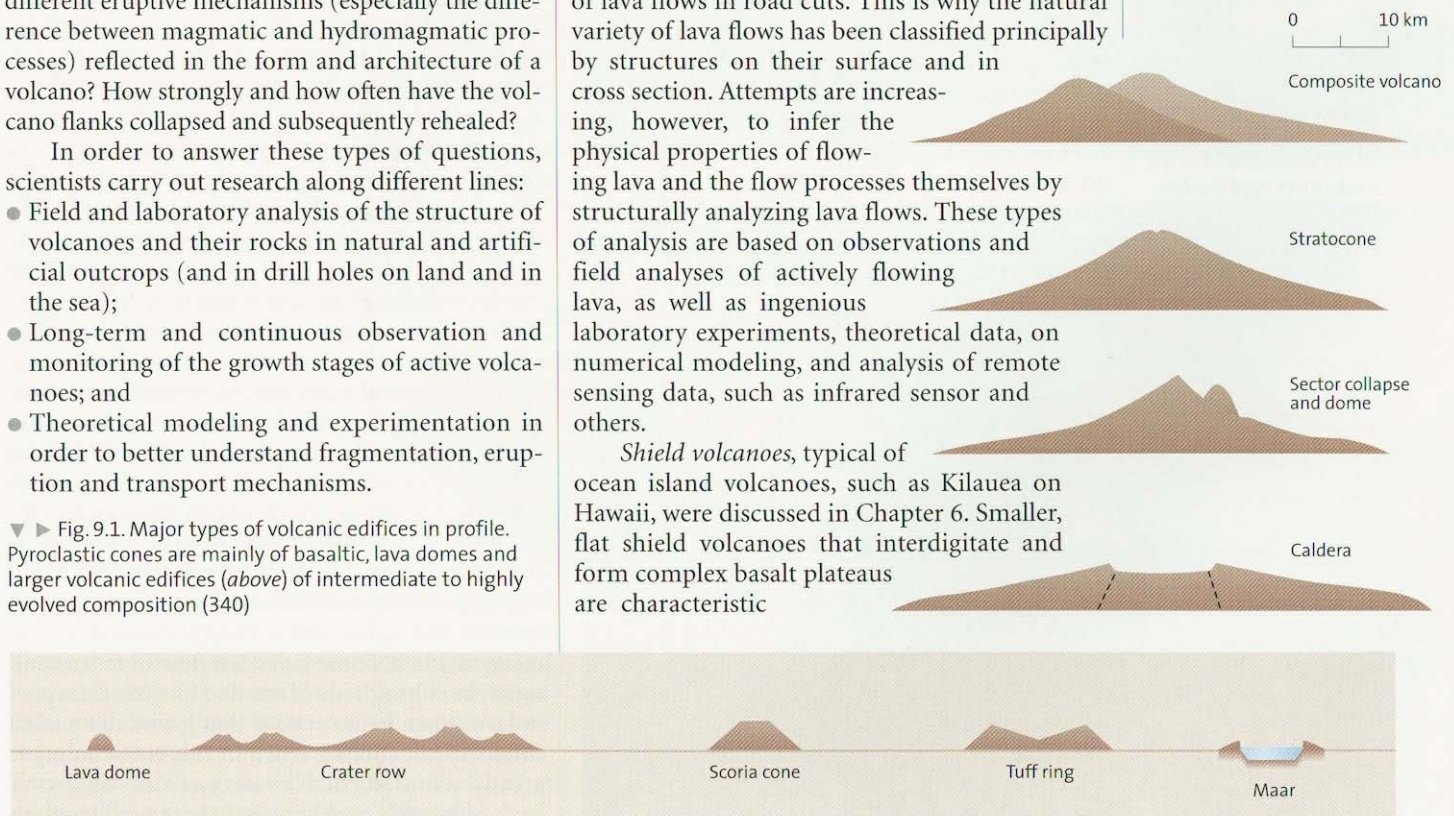 different eruptive mechanisms (especially the diffe-
rence between magmatic and hydromagmatic pro-
cesses) reflected in the form and architecture of a
volcano? How strongly and how often have the vol-
cano flanks collapsed and subsequently rehealed?
In order to answer these types of questions,
scientists carry out research along different lines:
● Field and laboratory analysis of the structure of
volcanoes and their rocks in natural and artifi-
cial outcrops (and in drill holes on land and in
the sea);
● Long-term and continuous observation and
monitoring of the growth stages of active volca-
noes; and
● Theoretical modeling and experimentation in
order to better understand fragmentation, erup-
tion and transport mechanisms.
▼ ▶ Fig. 9.1. Major types of volcanic edifices in profile.
Pyroclastic cones are mainly of basaltic, lava domes and
larger volcanic edifices (above) of intermediate to highly
evolved composition (340)
of lava flows in road cuts. This is why the natural
variety of lava flows has been classified principally
by structures on their surface and in
cross section. Attempts are increas-
ing, however, to infer the
physical properties of flow-
ing lava and the flow processes themselves by
structurally analyzing lava flows. These types
of analysis are based on observations and
field analyses of actively flowing
lava, as well as ingenious
laboratory experiments, theoretical data, on
numerical modeling, and analysis of remote
sensing data, such as infrared sensor and
others.
Shield volcanoes, typical of
ocean island volcanoes, such as Kilauea on
Hawaii, were discussed in Chapter 6. Smaller,
flat shield volcanoes that interdigitate and
form complex basalt plateaus
are characteristic
0 10 km
Composite volcano
Stratocone
Sector collapse
and dome
Caldera
Lava dome
Crater row
Scoria cone
Tuff ring
Maar